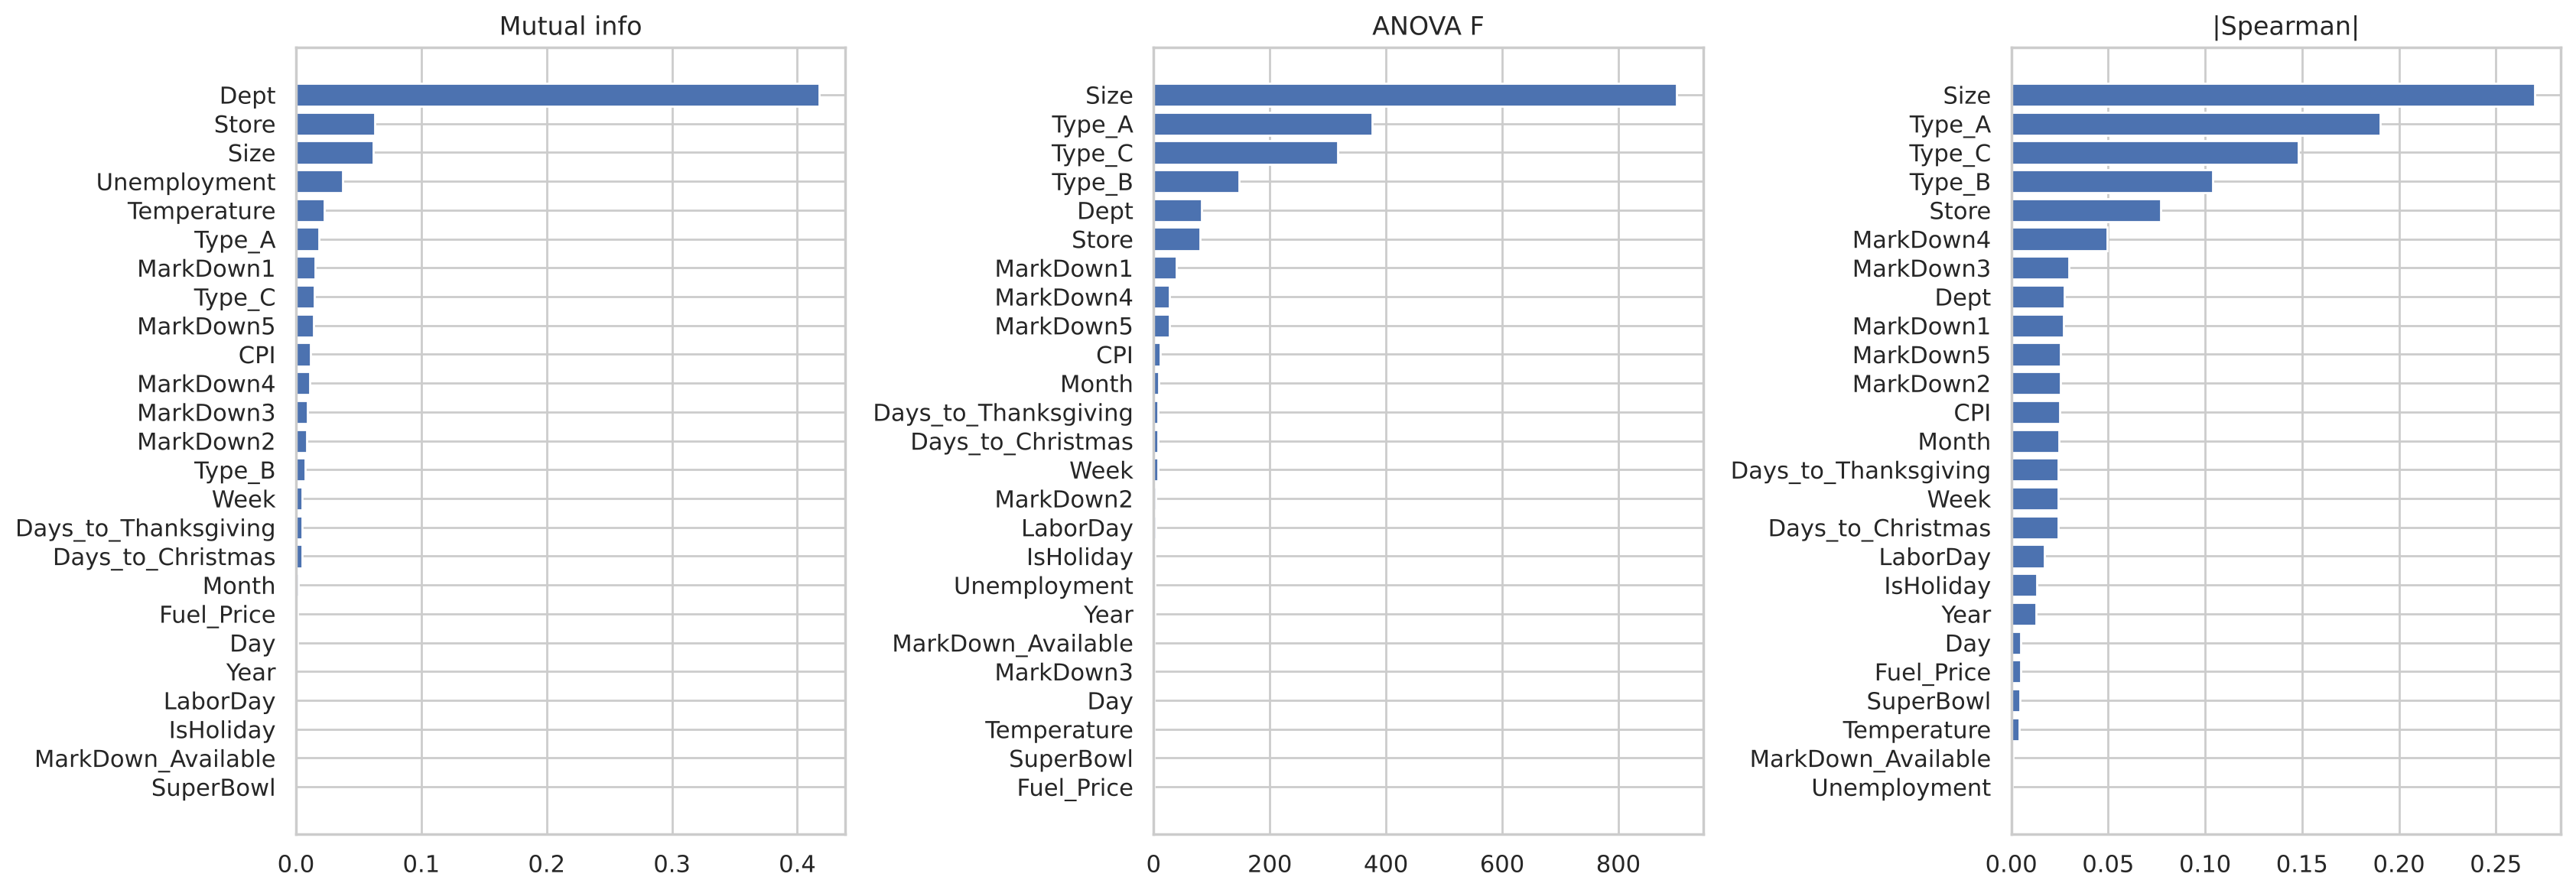 Mutual info
Dept
Store
Size
Unemployment
Temperature
Type_A
MarkDown1
Type_C
MarkDown5
CPI
MarkDown4
MarkDown3
MarkDown2
Type_B
Week
Days_to_Thanksgiving
Days_to_Christmas
Month
Fuel_Price
Day
Year
LaborDay
IsHoliday
MarkDown_Available
SuperBowl
0.0 0.1 0.2 0.3 0.4
ANOVA F
Size
Type_A
Type_C
Type_B
Dept
Store
MarkDown1
MarkDown4
MarkDown5
CPI
Month
Days_to_Thanksgiving
Days_to_Christmas
Week
MarkDown2
LaborDay
IsHoliday
Unemployment
Year
MarkDown_Available
MarkDown3
Day
Temperature
SuperBowl
Fuel_Price
0 200 400 600 800
|Spearman|
Size
Type_A
Type_C
Type_B
Store
MarkDown4
MarkDown3
Dept
MarkDown1
MarkDown5
MarkDown2
CPI
Month
Days_to_Thanksgiving
Week
Days_to_Christmas
LaborDay
IsHoliday
Year
Day
Fuel_Price
SuperBowl
Temperature
MarkDown_Available
Unemployment
0.00 0.05 0.10 0.15 0.20 0.25